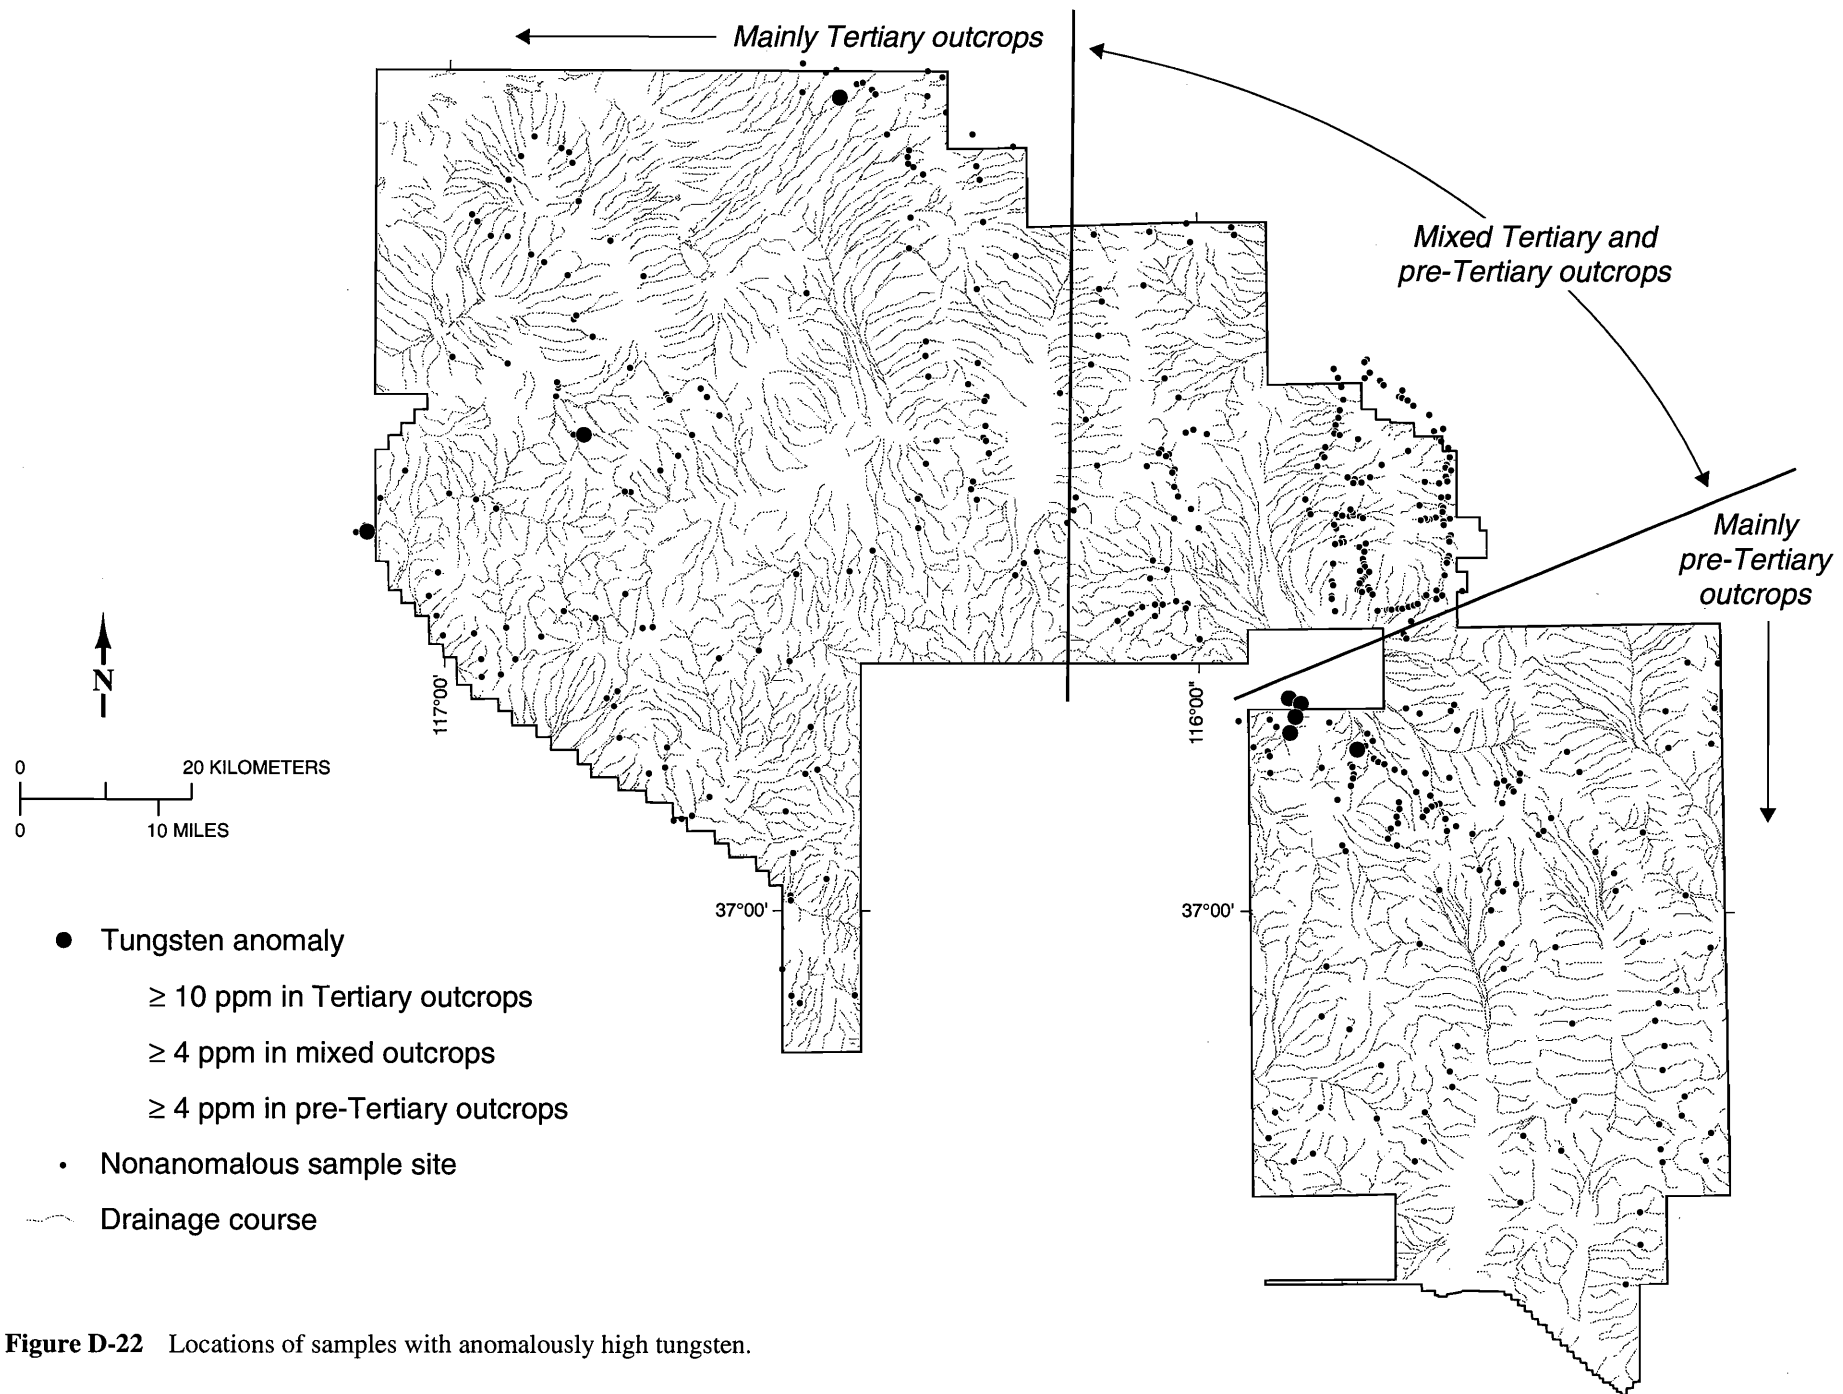 Mainly Tertiary outcrops
Mixed Tertiary and
pre-Tertiary outcrops
Mainly
pre-Tertiary
outcrops
N
117°00'
116°00"
0
20 KILOMETERS
0
10 MILES
37°00'
37°00'
Tungsten anomaly
≥ 10 ppm in Tertiary outcrops
≥ 4 ppm in mixed outcrops
≥ 4 ppm in pre-Tertiary outcrops
Nonanomalous sample site
Drainage course
Figure D-22 Locations of samples with anomalously high tungsten.